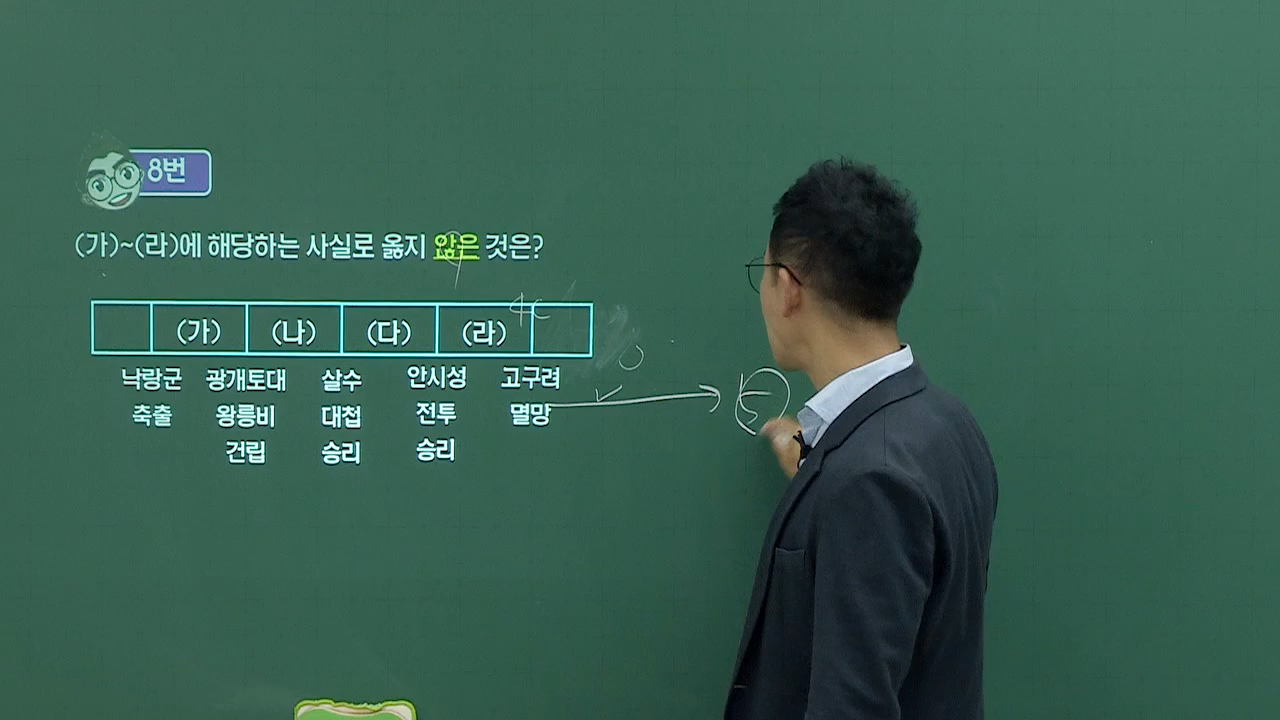 8번
(가)~(라)에 해당하는 사실로 옳지 않은 것은?
(가) (나) (다) (라)
낙랑군 광개토대 살수 안시성 고구려
축출 왕릉비 대첩 전투 멸망
건립 승리 승리